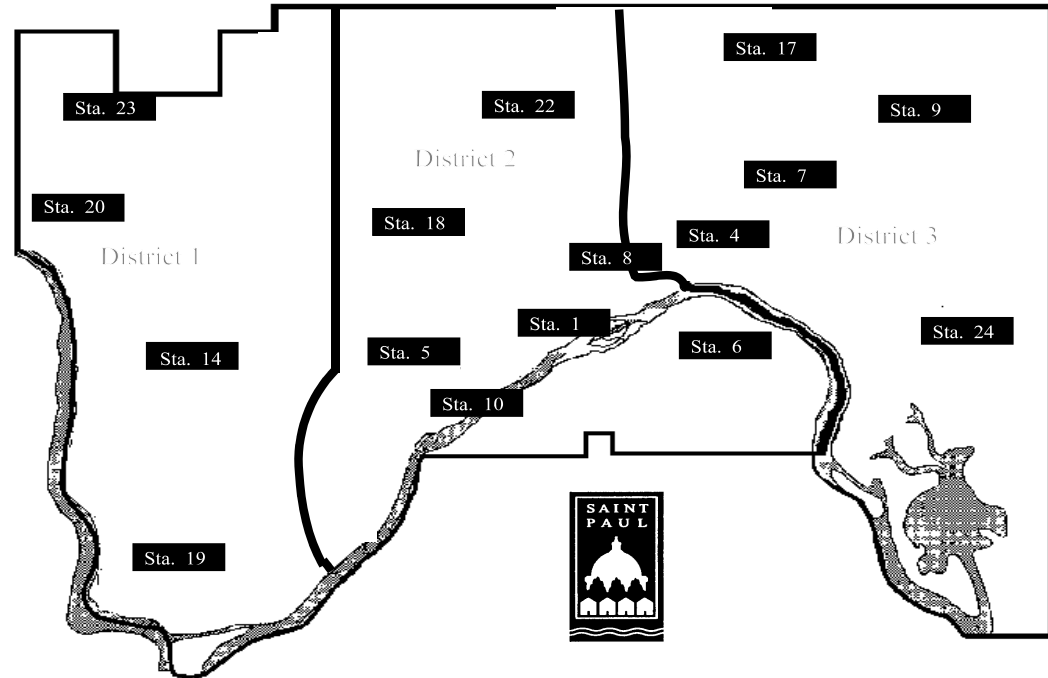 Sta. 17
Sta. 23
Sta. 22
Sta. 9
District 2
Sta. 7
Sta. 20
Sta. 18
Sta. 4
District 3
District 1
Sta. 8
Sta. 1
Sta. 24
Sta. 14
Sta. 5
Sta. 6
Sta. 10
SAINT
PAUL
Sta. 19